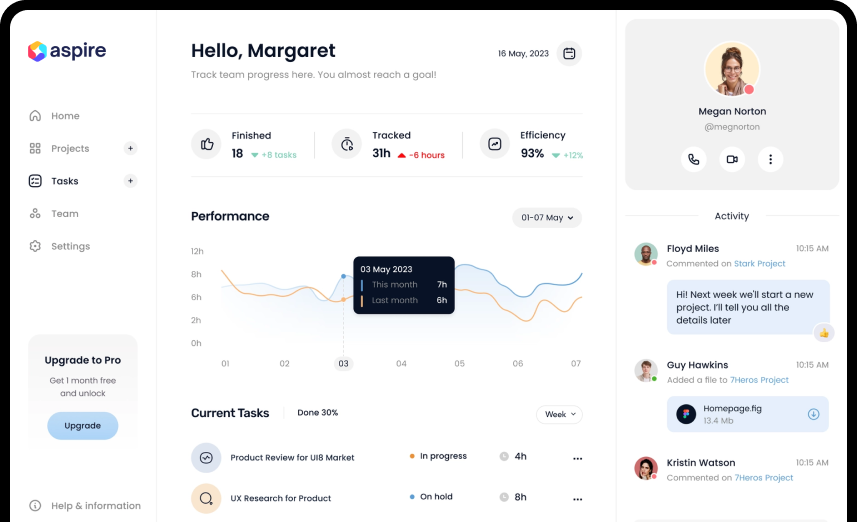 aspire
Home
Projects +
Tasks +
Team
Settings
Upgrade to Pro
Get 1 month free
and unlock
Upgrade
Help & information
Hello, Margaret
Track team progress here. You almost reach a goal!
16 May, 2023
Finished
18 +8 tasks
Tracked
31h -6 hours
Efficiency
93% +12%
Performance
01-07 May
12h
8h
6h
2h
0h
03 May 2023
This month 7h
Last month 6h
01 02 03 04 05 06 07
Current Tasks Done 30%
Week
Product Review for UI8 Market In progress 4h
UX Research for Product On hold 8h
Megan Norton
@megnorton
Activity
Floyd Miles 10:15 AM
Commented on Stark Project
Hi! Next week we'll start a new
project. I'll tell you all the
details later
Guy Hawkins 10:15 AM
Added a file to 7Heros Project
Homepage.fig
13.4 Mb
Kristin Watson 10:15 AM
Commented on 7Heros Project